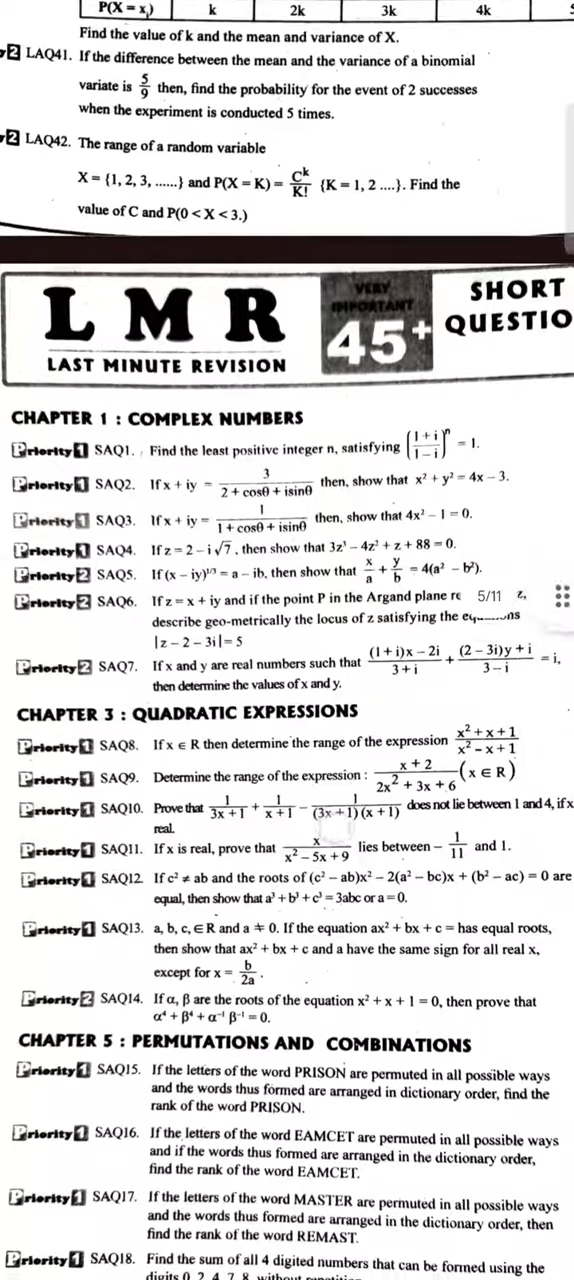 P(X = xᵢ) k 2k 3k 4k
Find the value of k and the mean and variance of X.
2 LAQ41. If the difference between the mean and the variance of a binomial
variate is 5/9 then, find the probability for the event of 2 successes
when the experiment is conducted 5 times.
2 LAQ42. The range of a random variable
X = {1, 2, 3, ......} and P(X = K) = C^k/K! {K = 1, 2 ....}. Find the
value of C and P(0 < X < 3.)
L M R
LAST MINUTE REVISION
VERY
IMPORTANT
45+
SHORT
QUESTIO
CHAPTER 1 : COMPLEX NUMBERS
Priority 1 SAQ1. Find the least positive integer n, satisfying ((1 + i)/(1 - i))^n = 1.
Priority 1 SAQ2. If x + iy = 3/(2 + cosθ + isinθ) then, show that x² + y² = 4x – 3.
Priority 1 SAQ3. If x + iy = 1/(1 + cosθ + isinθ) then, show that 4x² – 1 = 0.
Priority 1 SAQ4. If z = 2 – i√7, then show that 3z³ – 4z² + z + 88 = 0.
Priority 2 SAQ5. If (x – iy)^1/3 = a – ib, then show that x/a + y/b = 4(a² – b²).
Priority 2 SAQ6. If z = x + iy and if the point P in the Argand plane re 5/11 z,
describe geo-metrically the locus of z satisfying the
|z – 2 – 3i| = 5
Priority 2 SAQ7. If x and y are real numbers such that ((1 + i)x – 2i)/(3 + i) + ((2 – 3i)y + i)/(3 – i) = i,
then determine the values of x and y.
CHAPTER 3 : QUADRATIC EXPRESSIONS
Priority 1 SAQ8. If x ∈ R then determine the range of the expression (x² + x + 1)/(x² – x + 1)
Priority 1 SAQ9. Determine the range of the expression : (x + 2)/(2x² + 3x + 6) (x ∈ R)
Priority 1 SAQ10. Prove that 1/(3x + 1) + 1/(x + 1) – 1/((3x + 1)(x + 1)) does not lie between 1 and 4, if x
real.
Priority 1 SAQ11. If x is real, prove that x/(x² – 5x + 9) lies between – 1/11 and 1.
Priority 1 SAQ12. If c² ≠ ab and the roots of (c² – ab)x² – 2(a² – bc)x + (b² – ac) = 0 are
equal, then show that a³ + b³ + c³ = 3abc or a = 0.
Priority 1 SAQ13. a, b, c, ∈ R and a ≠ 0. If the equation ax² + bx + c = has equal roots,
then show that ax² + bx + c and a have the same sign for all real x,
except for x = b/2a .
Priority 2 SAQ14. If α, β are the roots of the equation x² + x + 1 = 0, then prove that
α⁴ + β⁴ + α⁻¹ β⁻¹ = 0.
CHAPTER 5 : PERMUTATIONS AND COMBINATIONS
Priority 1 SAQ15. If the letters of the word PRISON are permuted in all possible ways
and the words thus formed are arranged in dictionary order, find the
rank of the word PRISON.
Priority 1 SAQ16. If the letters of the word EAMCET are permuted in all possible ways
and if the words thus formed are arranged in the dictionary order,
find the rank of the word EAMCET.
Priority 1 SAQ17. If the letters of the word MASTER are permuted in all possible ways
and the words thus formed are arranged in the dictionary order, then
find the rank of the word REMAST.
Priority 1 SAQ18. Find the sum of all 4 digited numbers that can be formed using the
digits 0, 2, 4, 7, 8, without